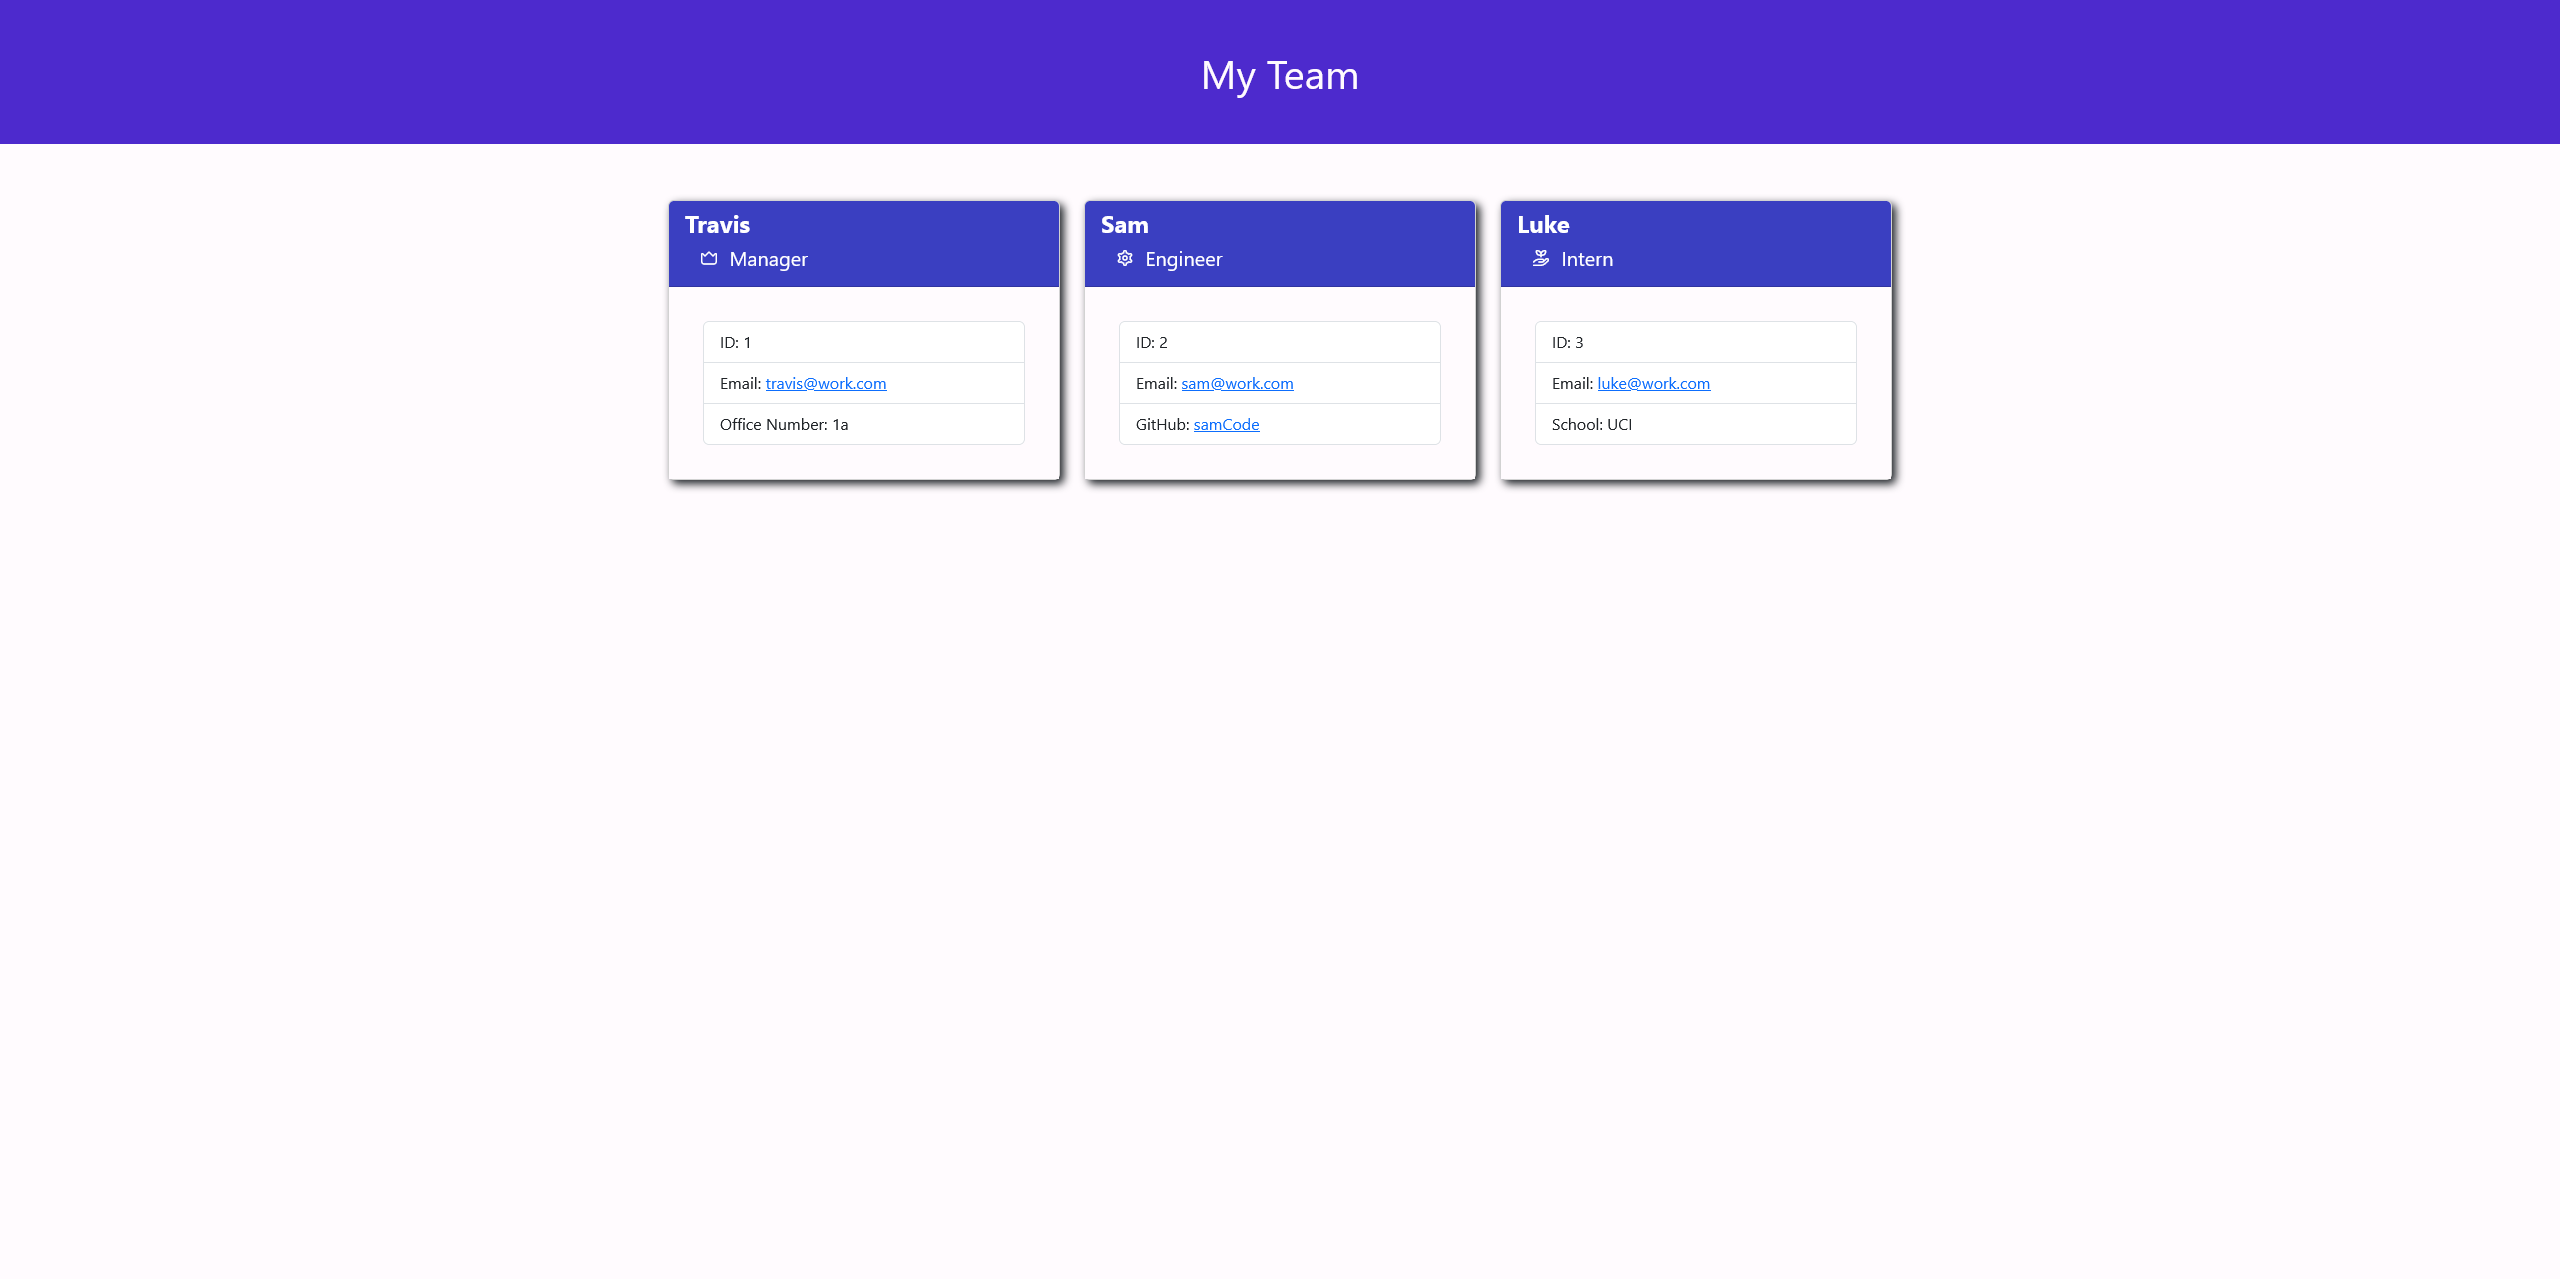 My Team
Travis
Manager
ID: 1
Email: travis@work.com
Office Number: 1a
Sam
Engineer
ID: 2
Email: sam@work.com
GitHub: samCode
Luke
Intern
ID: 3
Email: luke@work.com
School: UCI